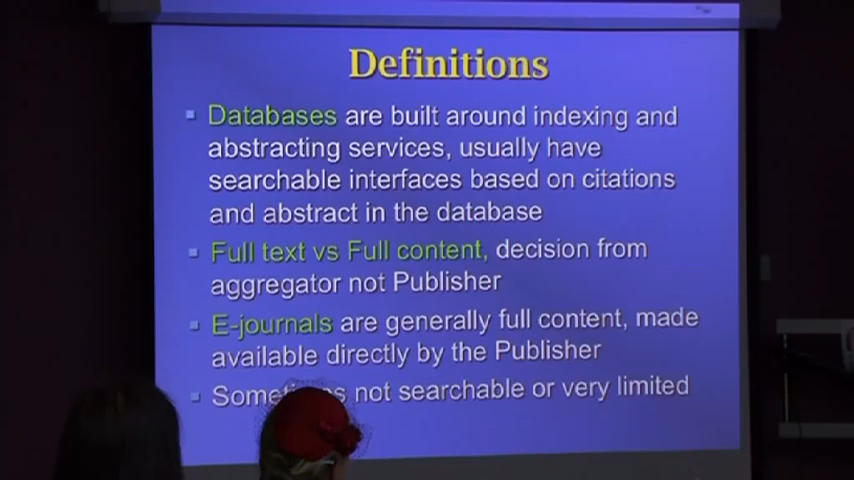 Definitions
Databases are built around indexing and
abstracting services, usually have
searchable interfaces based on citations
and abstract in the database
Full text vs Full content, decision from
aggregator not Publisher
E-journals are generally full content, made
available directly by the Publisher
Sometimes not searchable or very limited